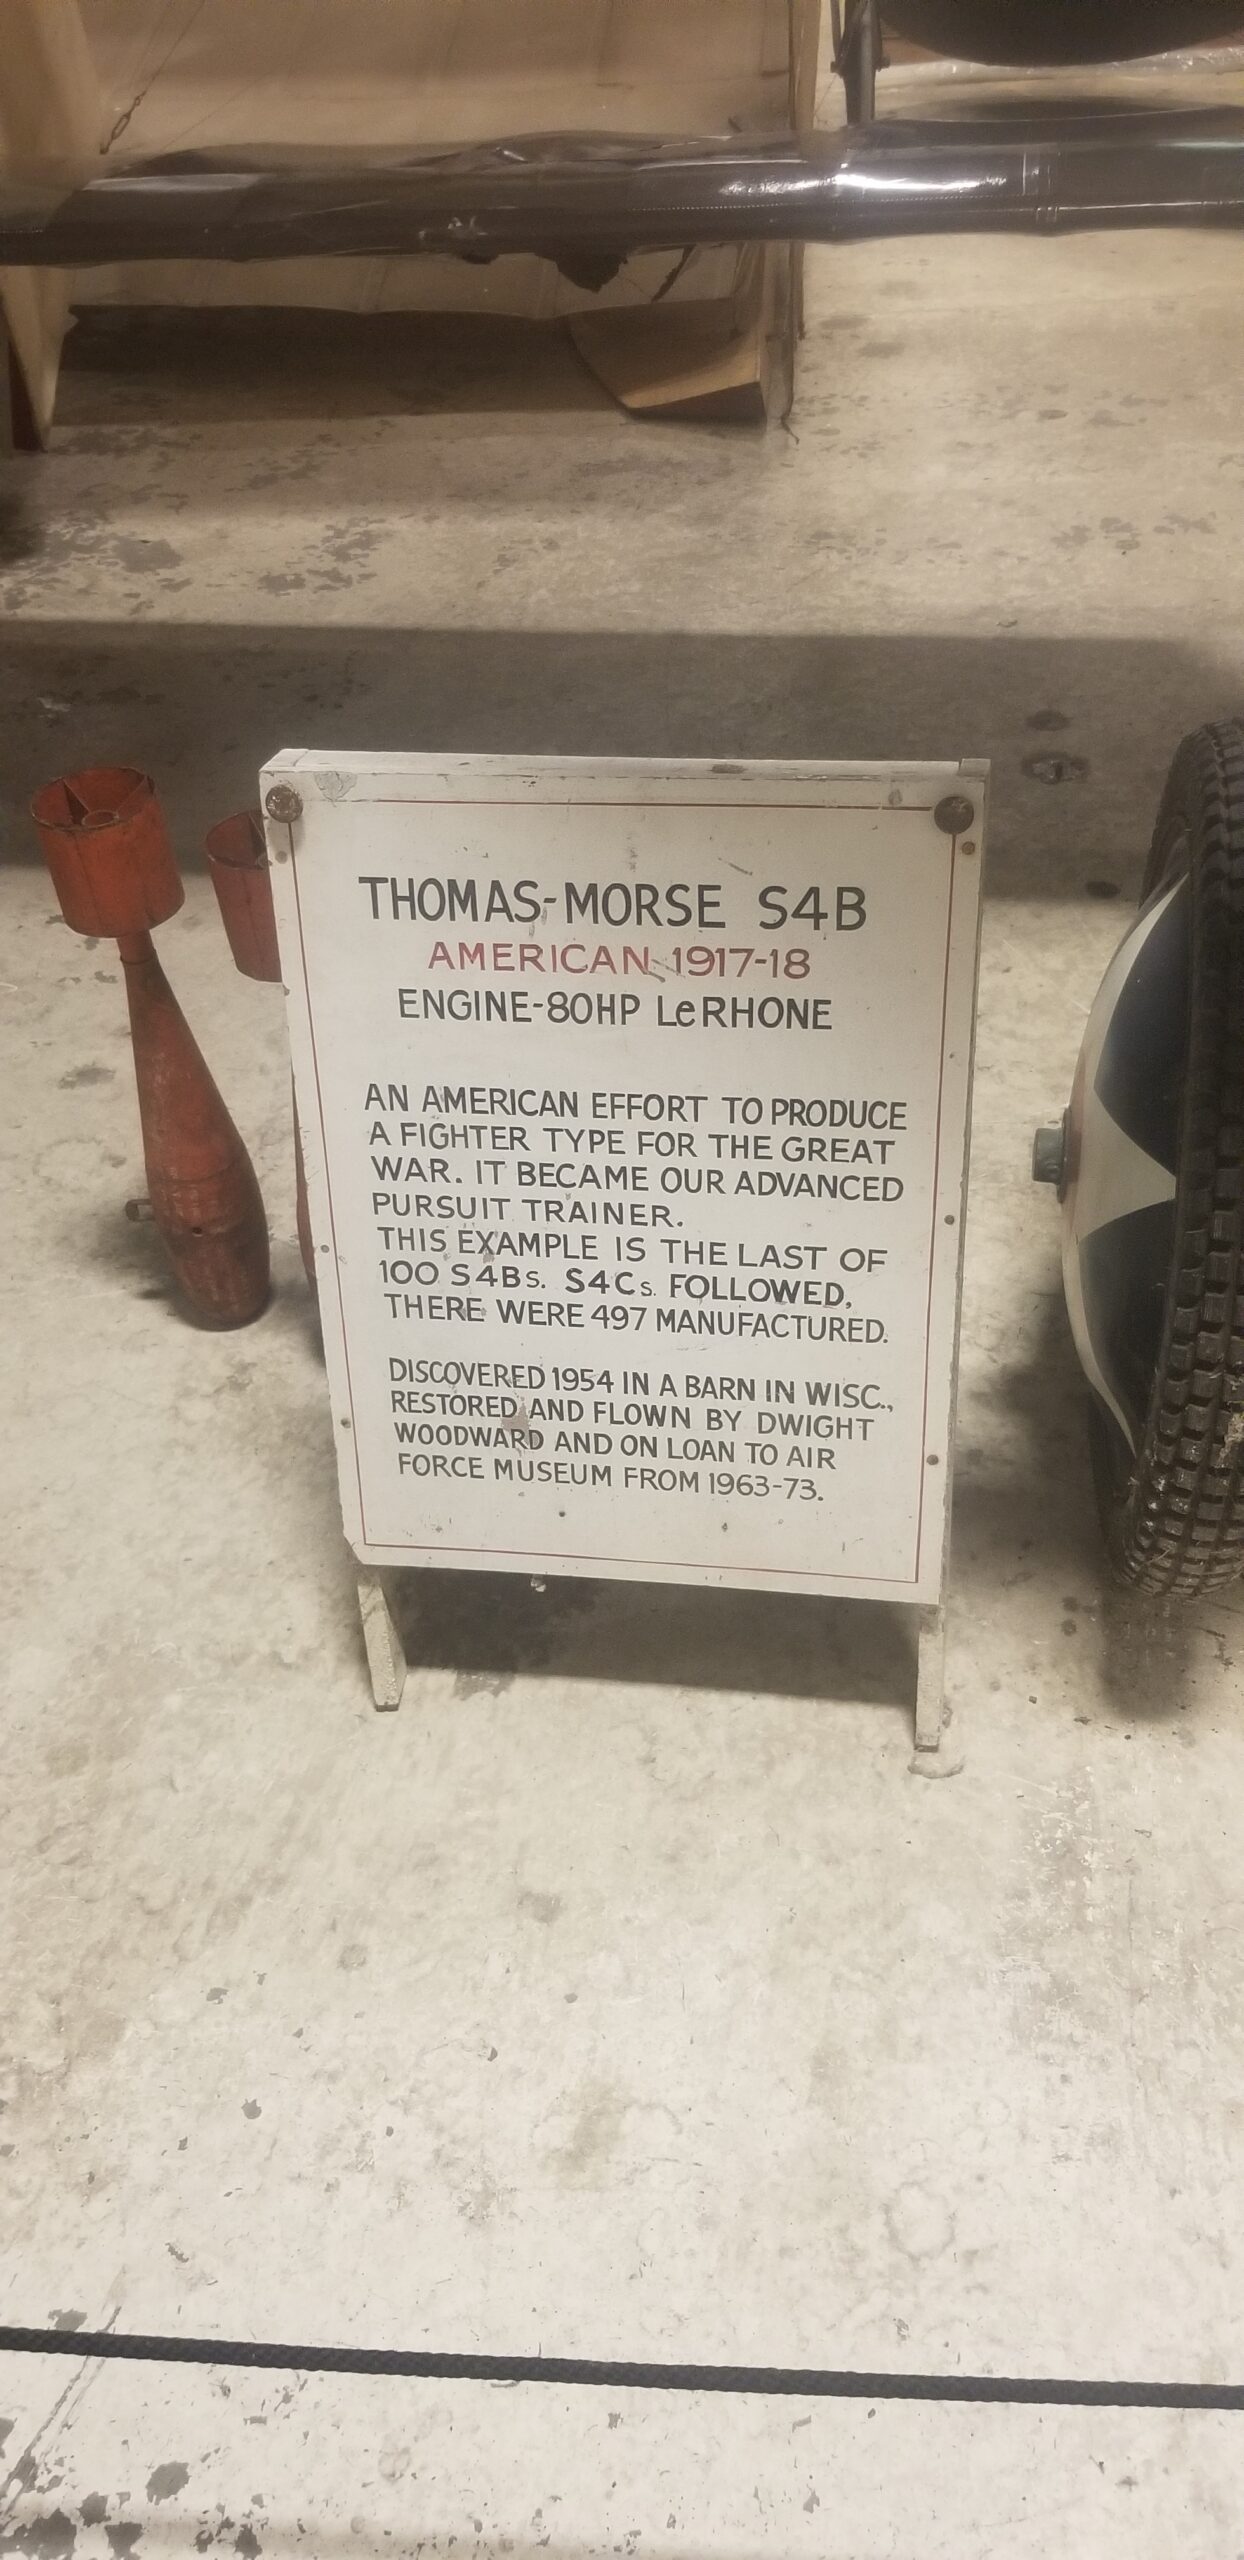 THOMAS-MORSE S4B
AMERICAN 1917-18
ENGINE-80HP LeRHONE
AN AMERICAN EFFORT TO PRODUCE
A FIGHTER TYPE FOR THE GREAT
WAR. IT BECAME OUR ADVANCED
PURSUIT TRAINER.
THIS EXAMPLE IS THE LAST OF
100 S4Bs. S4Cs. FOLLOWED,
THERE WERE 497 MANUFACTURED.
DISCOVERED 1954 IN A BARN IN WISC.,
RESTORED AND FLOWN BY DWIGHT
WOODWARD AND ON LOAN TO AIR
FORCE MUSEUM FROM 1963-73.